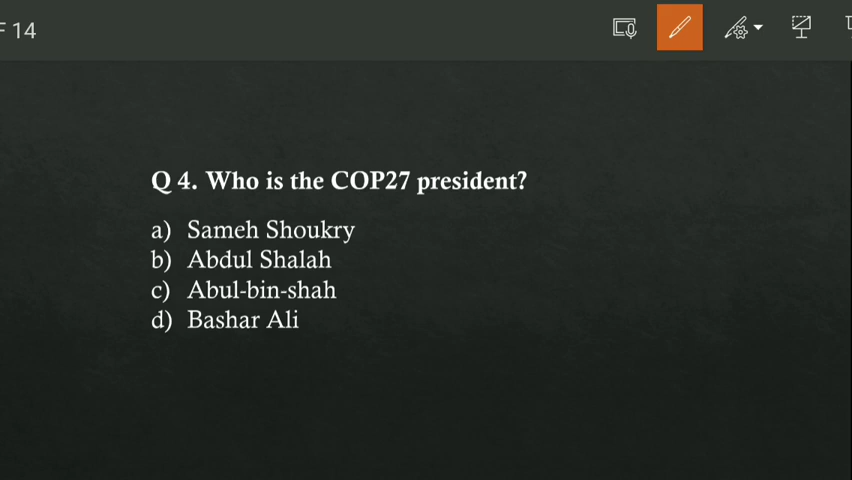 14
Q 4. Who is the COP27 president?
a) Sameh Shoukry
b) Abdul Shalah
c) Abul-bin-shah
d) Bashar Ali